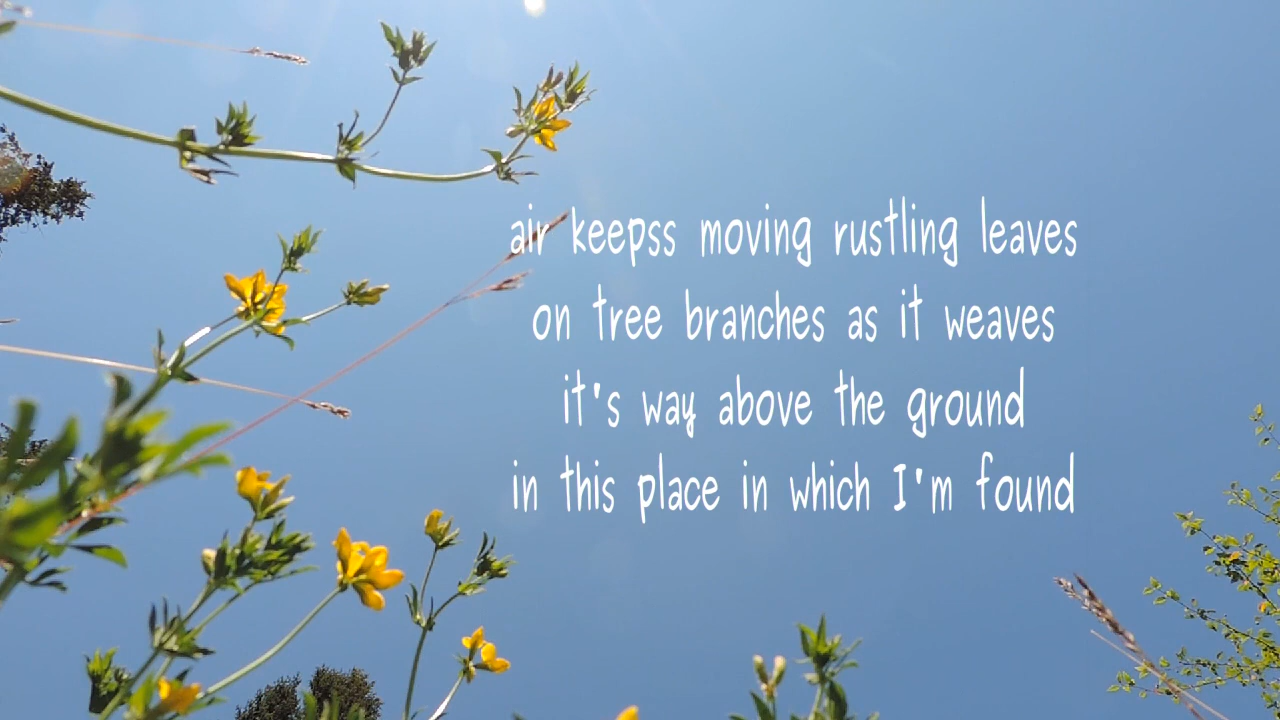 air keepss moving rustling leaves
on tree branches as it weaves
it's way above the ground
in this place in which I'm found